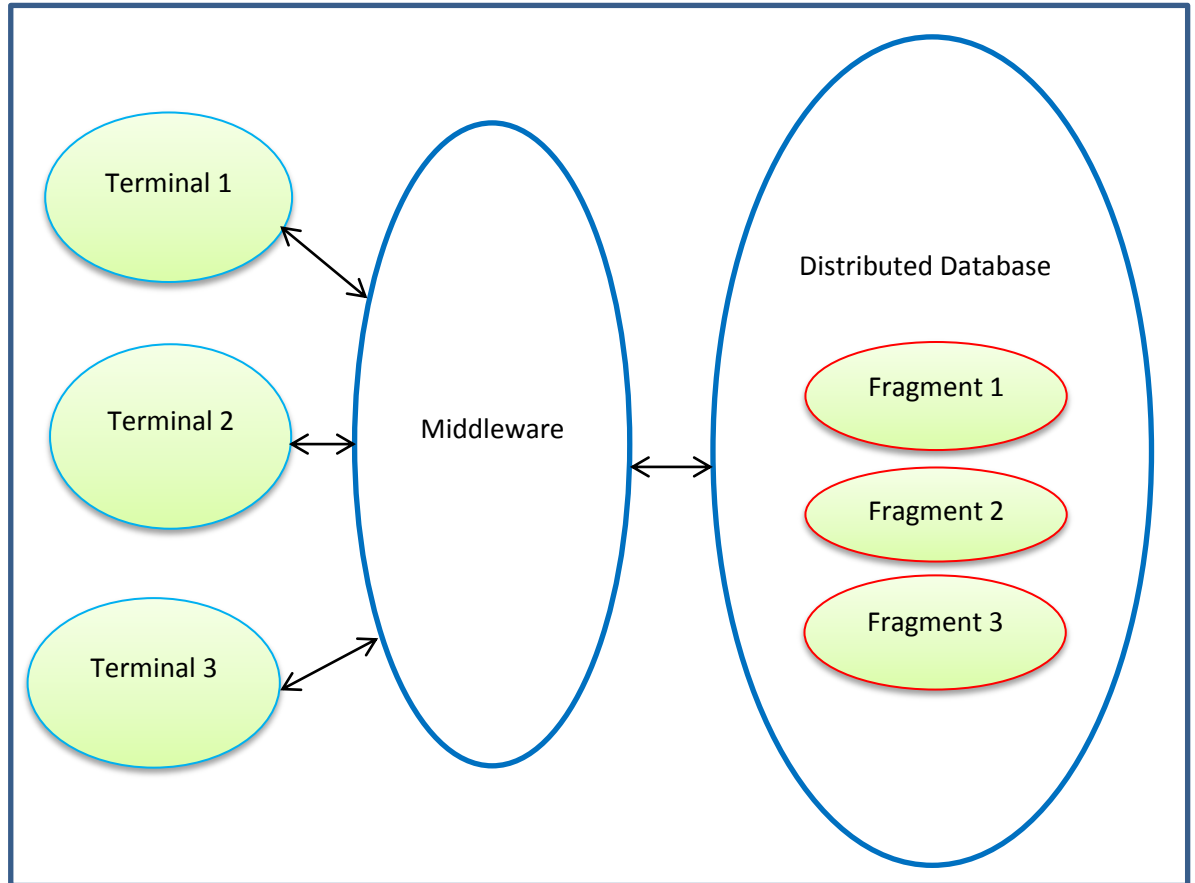 Terminal 1
Terminal 2
Terminal 3
Middleware
Distributed Database
Fragment 1
Fragment 2
Fragment 3